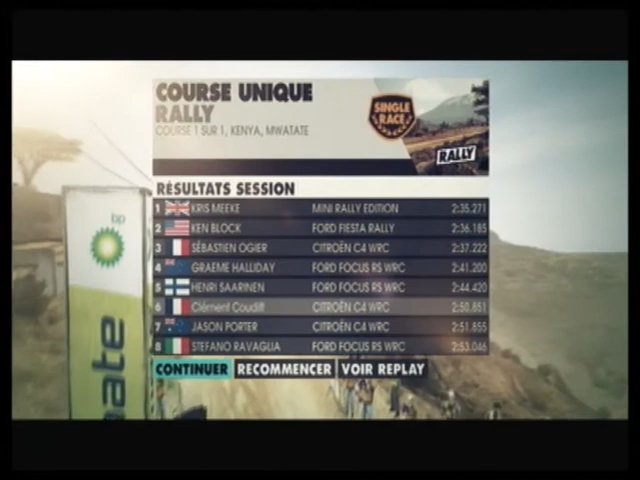 COURSE UNIQUE
RALLY
COURSE 1 SUR 1, KENYA, MWATATE
SINGLE
RACE
RALLY
RÉSULTATS SESSION
1 KRIS MEEKE MINI RALLY EDITION 2:35.271
2 KEN BLOCK FORD FIESTA RALLY 2:36.185
3 SÉBASTIEN OGIER CITROËN C4 WRC 2:37.222
4 GRAEME HALLIDAY FORD FOCUS RS WRC 2:41.200
5 HENRI SAARINEN FORD FOCUS RS WRC 2:44.420
6 Clément Coudiff CITROËN C4 WRC 2:50.851
7 JASON PORTER CITROËN C4 WRC 2:51.855
8 STEFANO RAVAGLIA FORD FOCUS RS WRC 2:53.046
CONTINUER RECOMMENCER VOIR REPLAY
bp